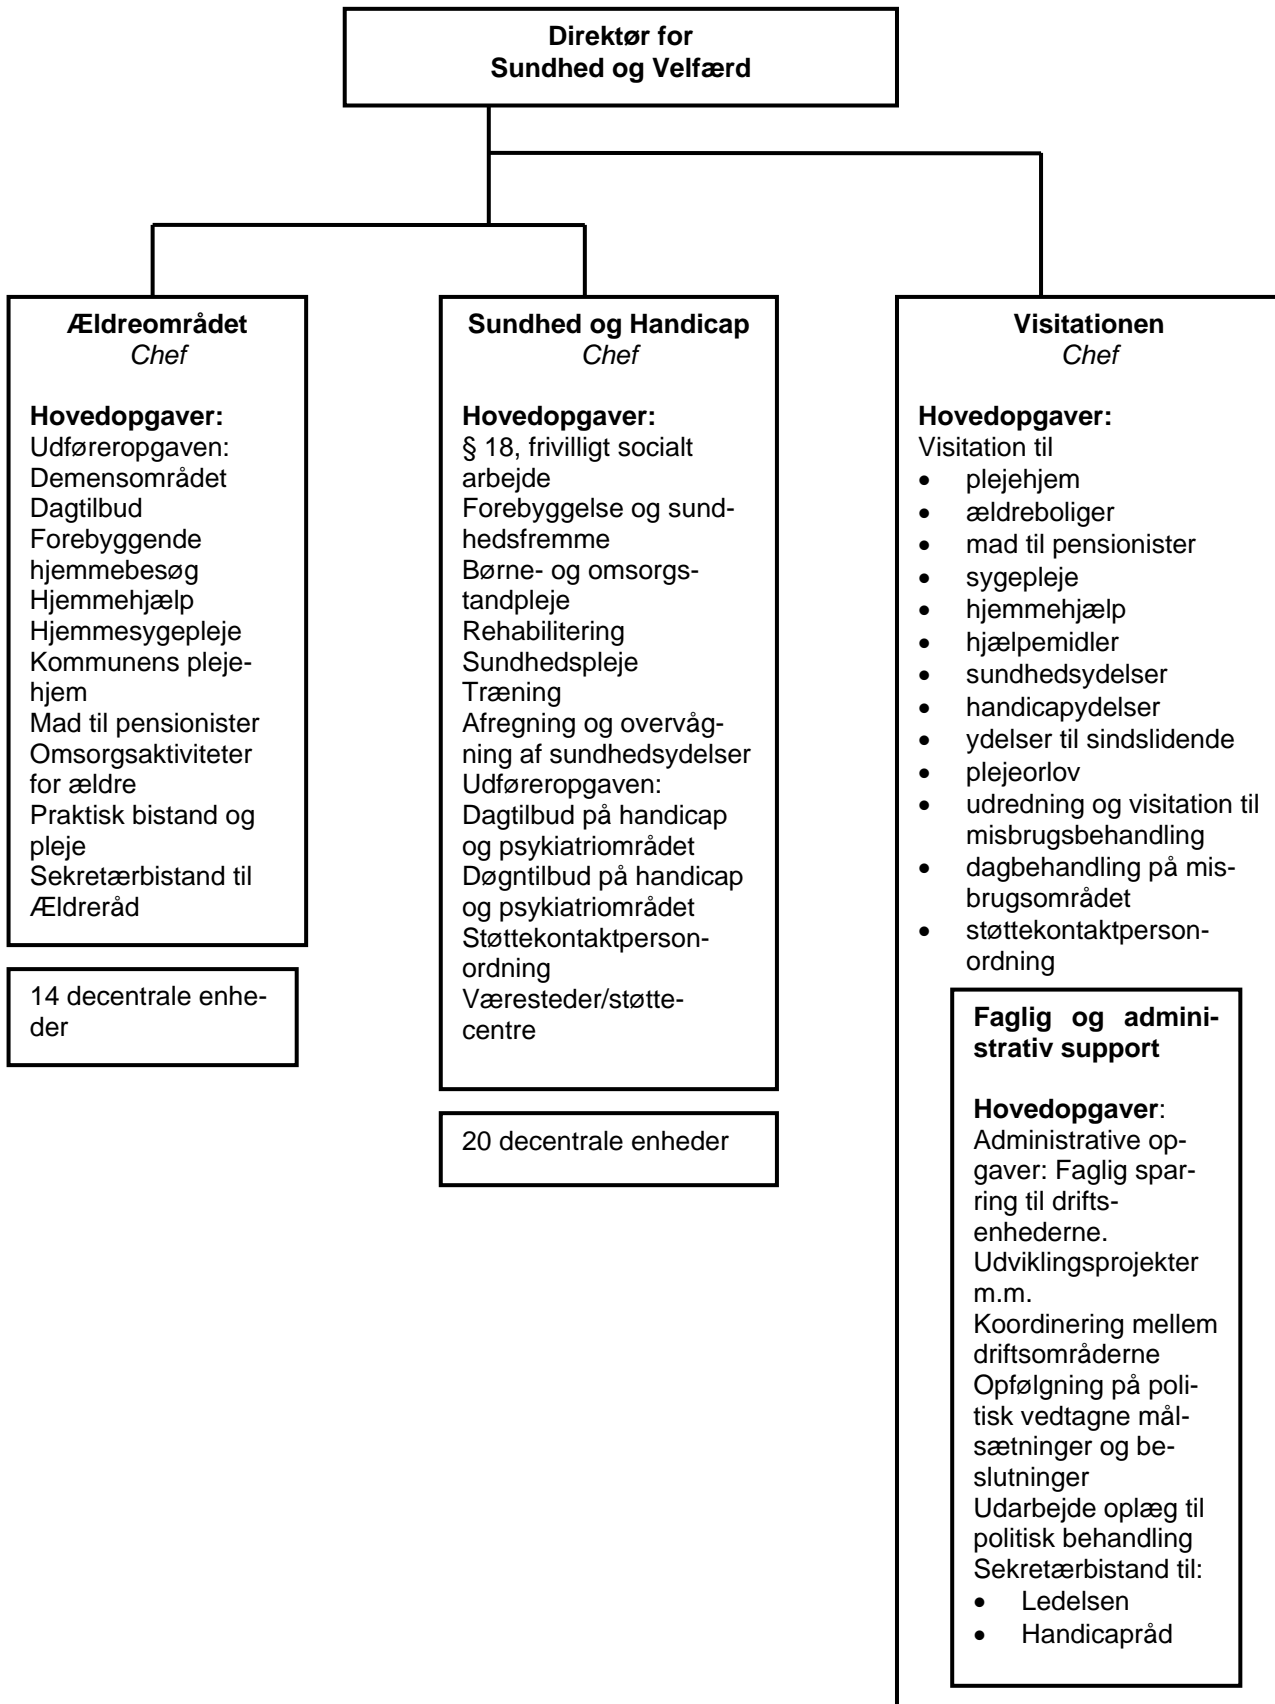 Direktør for
Sundhed og Velfærd
Ældreområdet
Chef
Hovedopgaver:
Udføreropgaven:
Demensområdet
Dagtilbud
Forebyggende
hjemmebesøg
Hjemmehjælp
Hjemmesygepleje
Kommunens pleje-
hjem
Mad til pensionister
Omsorgsaktiviteter
for ældre
Praktisk bistand og
pleje
Sekretærbistand til
Ældreråd
14 decentrale enhe-
der
Sundhed og Handicap
Chef
Hovedopgaver:
§ 18, frivilligt socialt
arbejde
Forebyggelse og sund-
hedsfremme
Børne- og omsorgs-
tandpleje
Rehabilitering
Sundhedspleje
Træning
Afregning og overvåg-
ning af sundhedsydelser
Udføreropgaven:
Dagtilbud på handicap
og psykiatriområdet
Døgntilbud på handicap
og psykiatriområdet
Støttekontaktperson-
ordning
Væresteder/støtte-
centre
20 decentrale enheder
Visitationen
Chef
Hovedopgaver:
Visitation til
• plejehjem
• ældreboliger
• mad til pensionister
• sygepleje
• hjemmehjælp
• hjælpemidler
• sundhedsydelser
• handicapydelser
• ydelser til sindslidende
• plejeorlov
• udredning og visitation til
misbrugsbehandling
• dagbehandling på mis-
brugsområdet
• støttekontaktperson-
ordning
Faglig og admini-
strativ support
Hovedopgaver:
Administrative op-
gaver: Faglig spar-
ring til drifts-
enhederne.
Udviklingsprojekter
m.m.
Koordinering mellem
driftsområderne
Opfølgning på poli-
tisk vedtagne mål-
sætninger og be-
slutninger
Udarbejde oplæg til
politisk behandling
Sekretærbistand til:
• Ledelsen
• Handicapråd